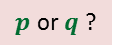 p or q ?